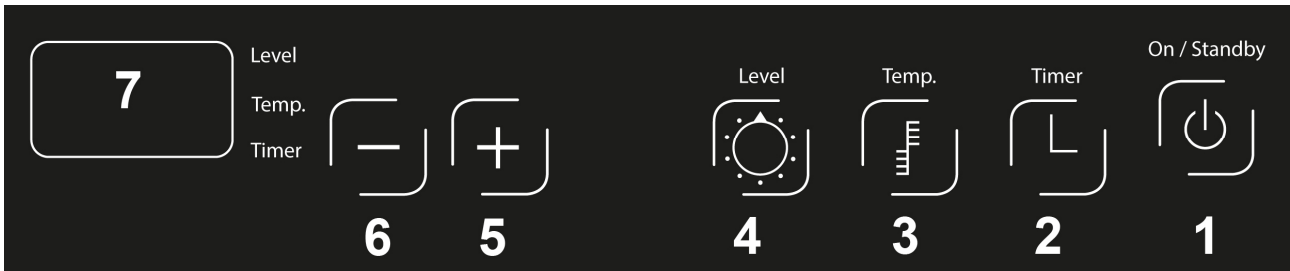 On / Standby
Level
7
Level
Temp.
Timer
Temp.
Timer
− +
6 5 4 3 2 1